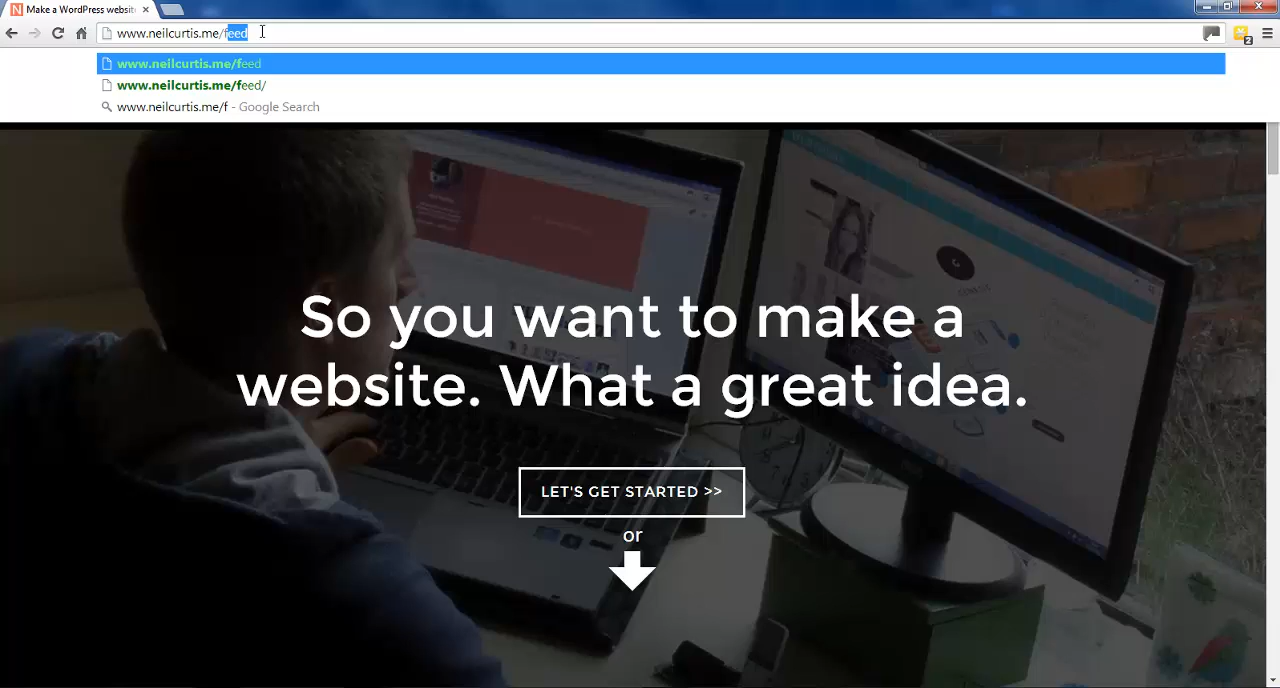 Make a WordPress websit
www.neilcurtis.me/feed
2
www.neilcurtis.me/feed
www.neilcurtis.me/feed/
www.neilcurtis.me/f - Google Search
So you want to make a
website. What a great idea.
LET'S GET STARTED >>
or